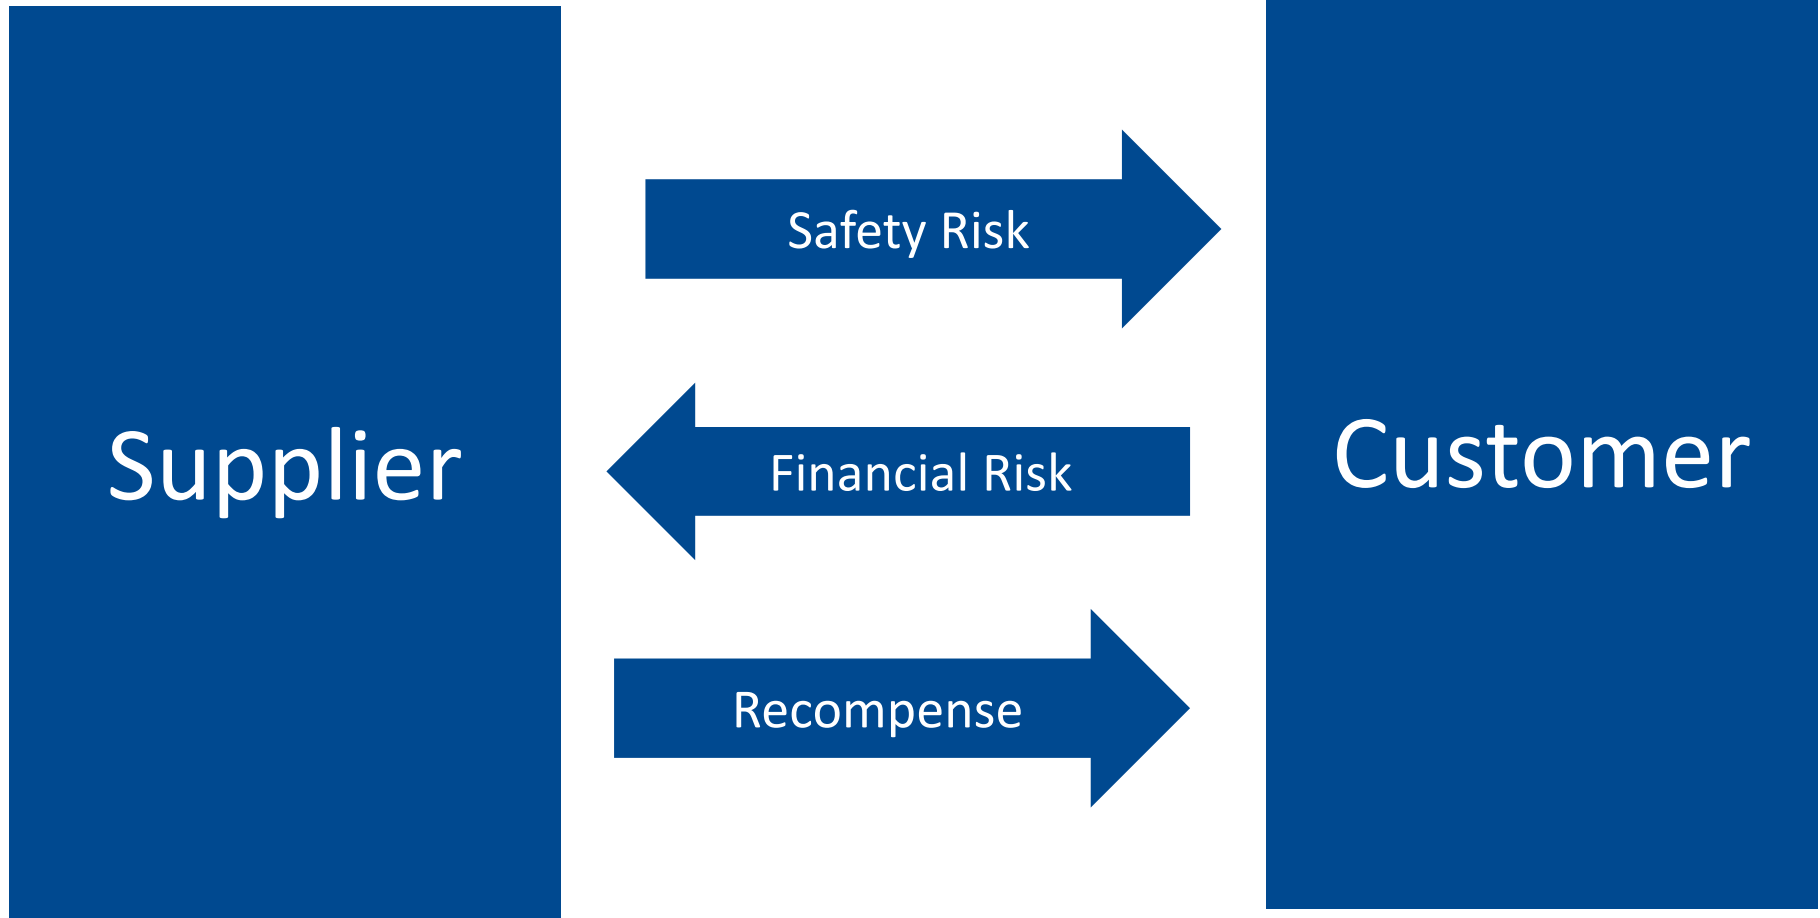 Supplier
Safety Risk
Financial Risk
Recompense
Customer